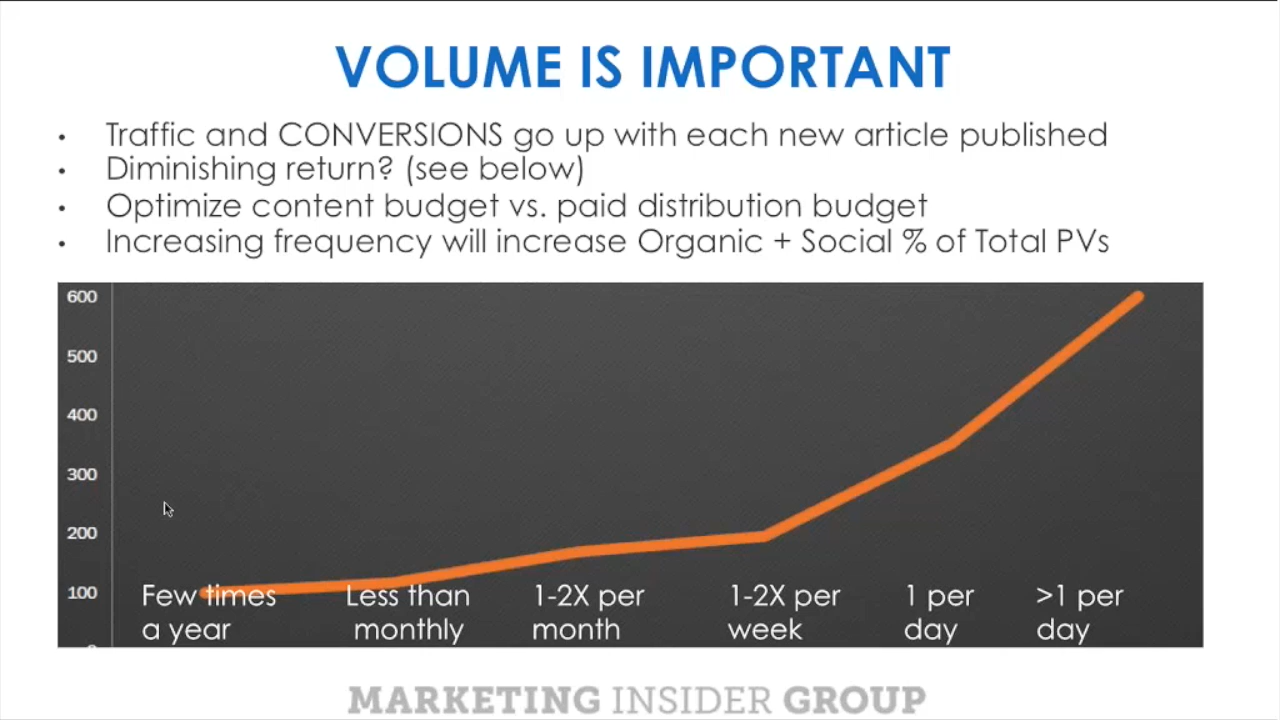 VOLUME IS IMPORTANT
• Traffic and CONVERSIONS go up with each new article published
• Diminishing return? (see below)
• Optimize content budget vs. paid distribution budget
• Increasing frequency will increase Organic + Social % of Total PVs
600
500
400
300
200
100
Few times a year
Less than monthly
1-2X per month
1-2X per week
1 per day
>1 per day
MARKETING INSIDER GROUP